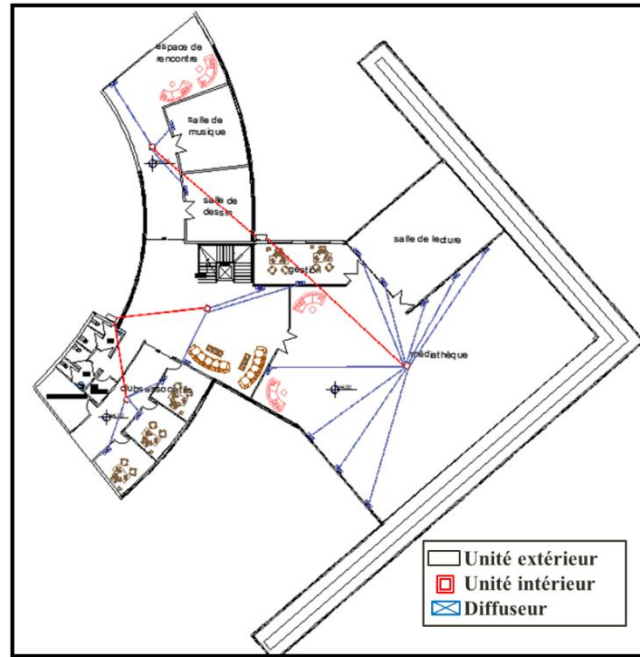 espace de
rencontre
salle de
musique
salle de
dessin
salle de lecture
gestion
médiathèque
clubs associatifs
Unité extérieur
Unité intérieur
Diffuseur